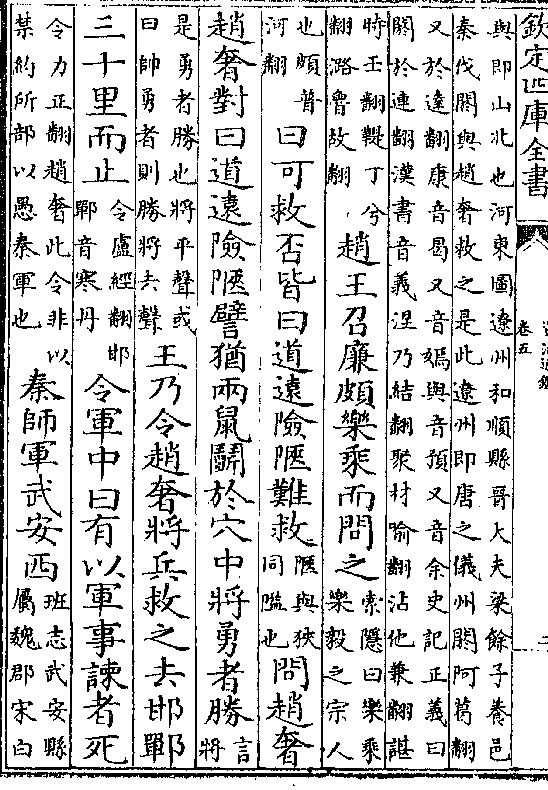 欽定四庫全書
卷五
二
與即山北也河東圖遼州和順縣晉大夫梁餘子養邑
秦伐閼與趙奢救之是此遼州即唐之儀州閼阿葛翻
又於達翻康音曷又音嫣與音預又音余史記正義曰
閼於連翻漢書音義涅乃結翻聚材喻翻沾他兼翻諶
時壬翻鞮丁兮
翻潞魯故翻
趙王召廉頗樂乘而問之
索隱曰樂乘
樂毅之宗人
也頗普
河翻
曰可救否皆曰道遠險陿難救
陿與狹
同隘也
問趙奢
趙奢對曰道遠險陿譬猶兩鼠鬬於穴中將勇者勝
言
將
是勇者勝也將平聲或
曰帥勇者則勝將去聲
王乃令趙奢將兵救之去邯鄲
三十里而止
令盧經翻邯
鄲音寒丹
令軍中曰有以軍事諫者死
令力正翻趙奢此令非以
禁約所部以愚秦軍也
秦師軍武安西
班志武安縣
屬魏郡宋白